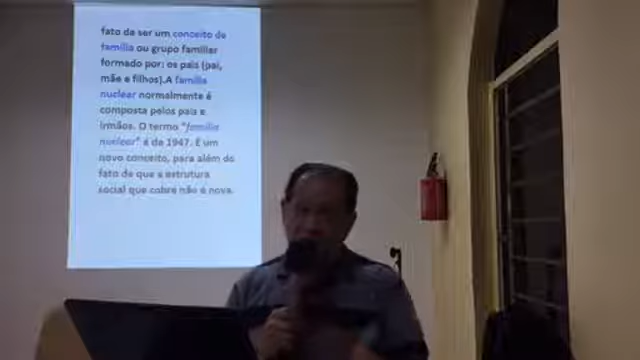 fato de ser um conceito de
família ou grupo familiar
formado por: os pais (pai,
mãe e filhos).A família
nuclear normalmente é
composta pelos pais e
irmãos. O termo "família
nuclear" é de 1947. É um
novo conceito, para além do
fato de que a estrutura
social que cobre não é nova.